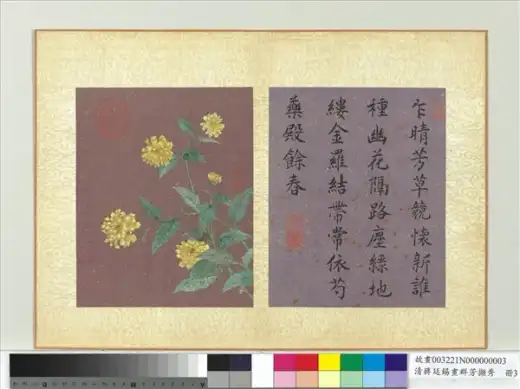 乍晴芳草競懷新誰
種幽花隔路塵綠地
縷金羅結帶常依芍
藥殿餘春
故畫003221N000000003
清蔣廷錫畫群芳擷秀 冊3